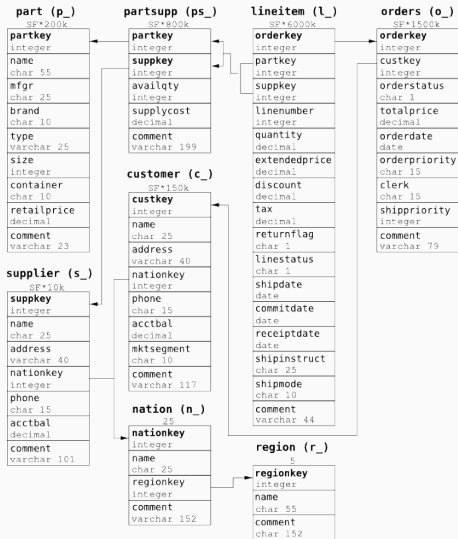 part (p_)
SF*200k
partkey
integer
name
char 55
mfgr
char 25
brand
char 10
type
varchar 25
size
integer
container
char 10
retailprice
decimal
comment
varchar 23
supplier (s_)
SF*10k
suppkey
integer
name
char 25
address
varchar 40
nationkey
integer
phone
char 15
acctbal
decimal
comment
varchar 101
partsupp (ps_)
SF*800k
partkey
integer
suppkey
integer
availqty
integer
supplycost
decimal
comment
varchar 199
customer (c_)
SF*150k
custkey
integer
name
char 25
address
varchar 40
nationkey
integer
phone
char 15
acctbal
decimal
mktsegment
char 10
comment
varchar 117
nation (n_)
25
nationkey
integer
name
char 25
regionkey
integer
comment
varchar 152
lineitem (l_)
SF*6000k
orderkey
integer
partkey
integer
suppkey
integer
linenumber
integer
quantity
decimal
extendedprice
decimal
discount
decimal
tax
decimal
returnflag
char 1
linestatus
char 1
shipdate
date
commitdate
date
receiptdate
date
shipinstruct
char 25
shipmode
char 10
comment
varchar 44
region (r_)
5
regionkey
integer
name
char 55
comment
char 152
orders (o_)
SF*1500k
orderkey
integer
custkey
integer
orderstatus
char 1
totalprice
decimal
orderdate
date
orderpriority
char 15
clerk
char 15
shippriority
integer
comment
varchar 79